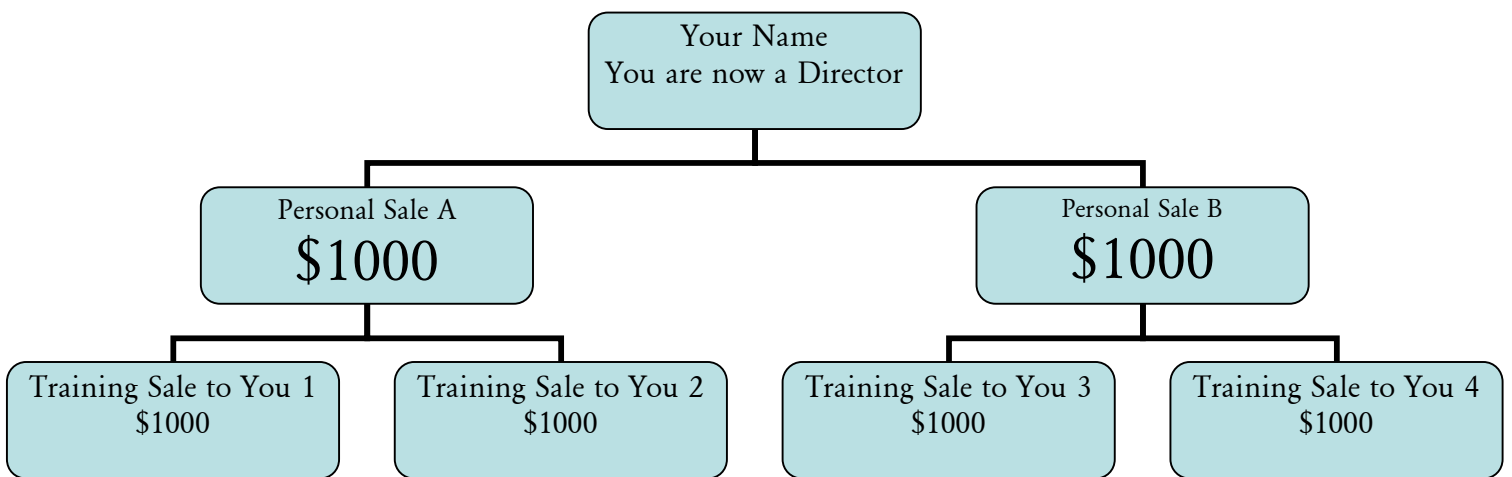 Your Name
You are now a Director
Personal Sale A
$1000
Personal Sale B
$1000
Training Sale to You 1
$1000
Training Sale to You 2
$1000
Training Sale to You 3
$1000
Training Sale to You 4
$1000